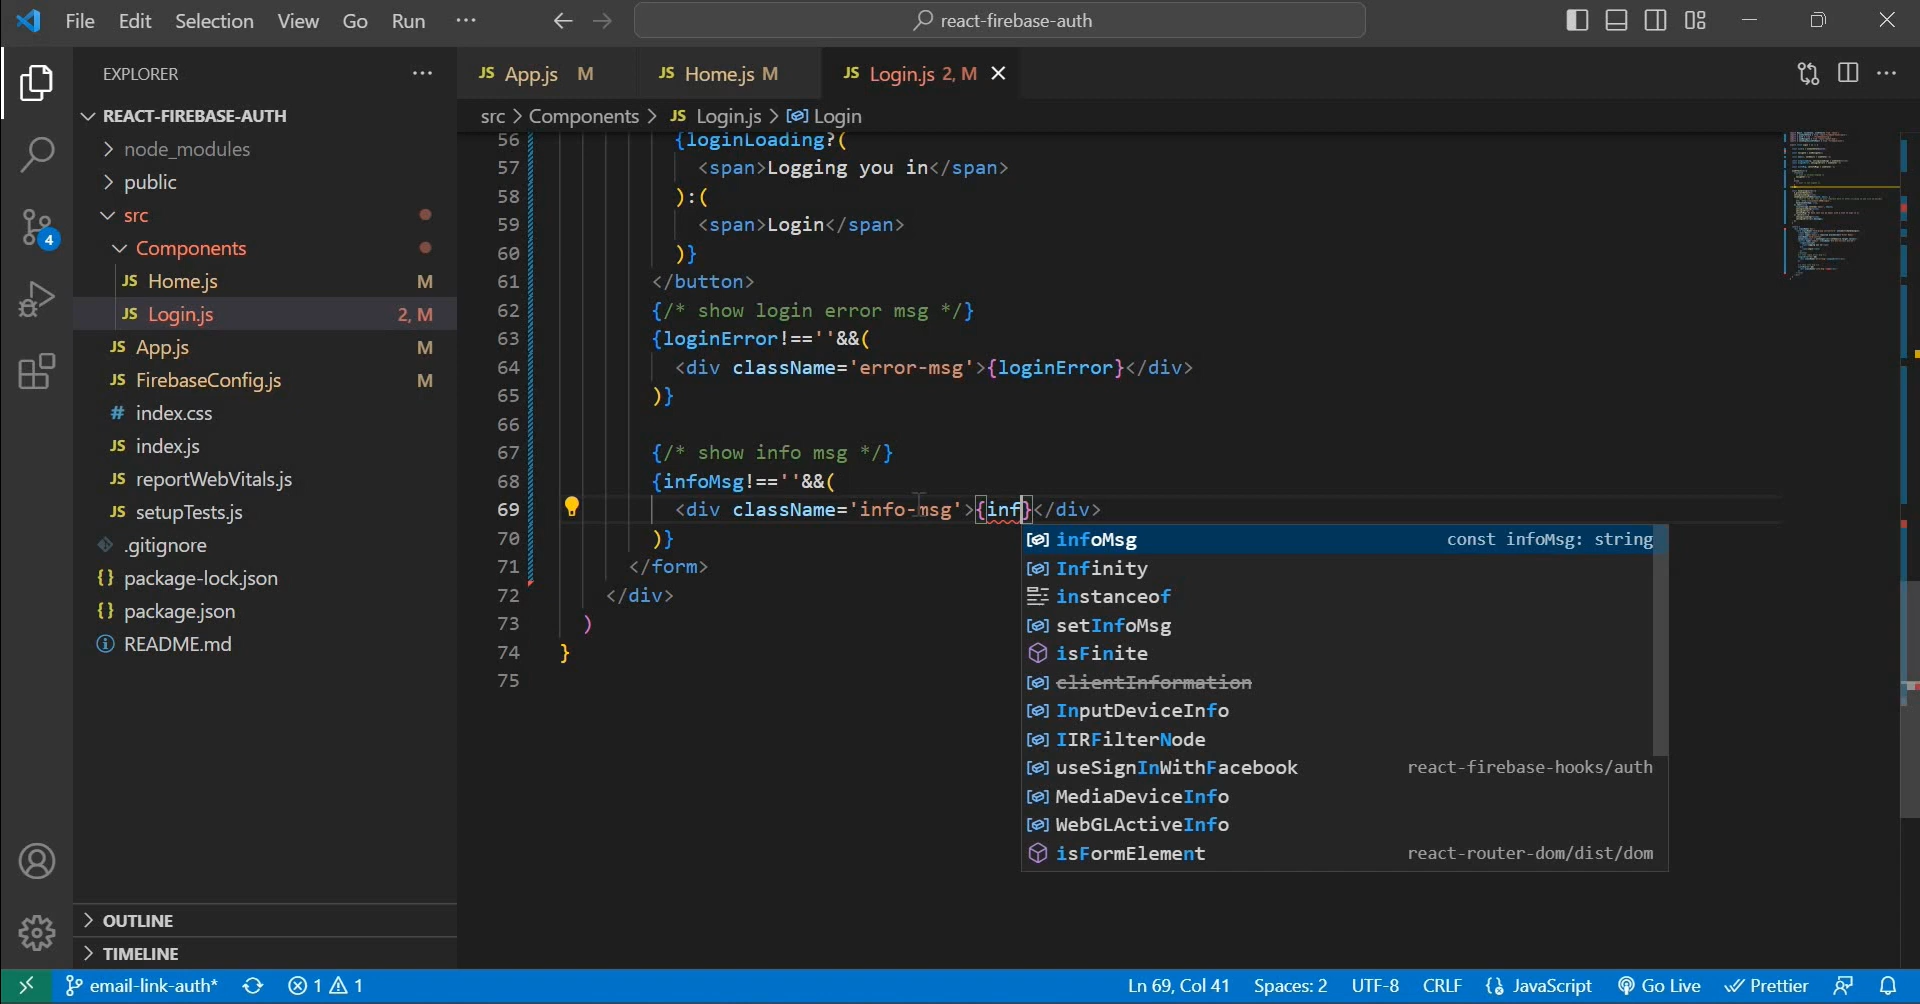 File Edit Selection View Go Run ··· react-firebase-auth
EXPLORER ···
REACT-FIREBASE-AUTH
node_modules
public
src
Components
JS Home.js M
JS Login.js 2, M
JS App.js M
JS FirebaseConfig.js M
# index.css
JS index.js
JS reportWebVitals.js
JS setupTests.js
.gitignore
{} package-lock.json
{} package.json
README.md
OUTLINE
TIMELINE
4
JS App.js M JS Home.js M JS Login.js 2, M
src > Components > JS Login.js > Login
56 {loginLoading?(
57 <span>Logging you in</span>
58 ):(
59 <span>Login</span>
60 )}
61 </button>
62 {/* show login error msg */}
63 {loginError!==''&&(
64 <div className='error-msg'>{loginError}</div>
65 )}
66
67 {/* show info msg */}
68 {infoMsg!==''&&(
69 <div className='info-msg'>{inf}</div>
70 )}
71 </form>
72 </div>
73 )
74 }
75
infoMsg const infoMsg: string
Infinity
instanceof
setInfoMsg
isFinite
clientInformation
InputDeviceInfo
IIRFilterNode
useSignInWithFacebook react-firebase-hooks/auth
MediaDeviceInfo
WebGLActiveInfo
isFormElement react-router-dom/dist/dom
email-link-auth* 1 1 Ln 69, Col 41 Spaces: 2 UTF-8 CRLF {} JavaScript Go Live Prettier